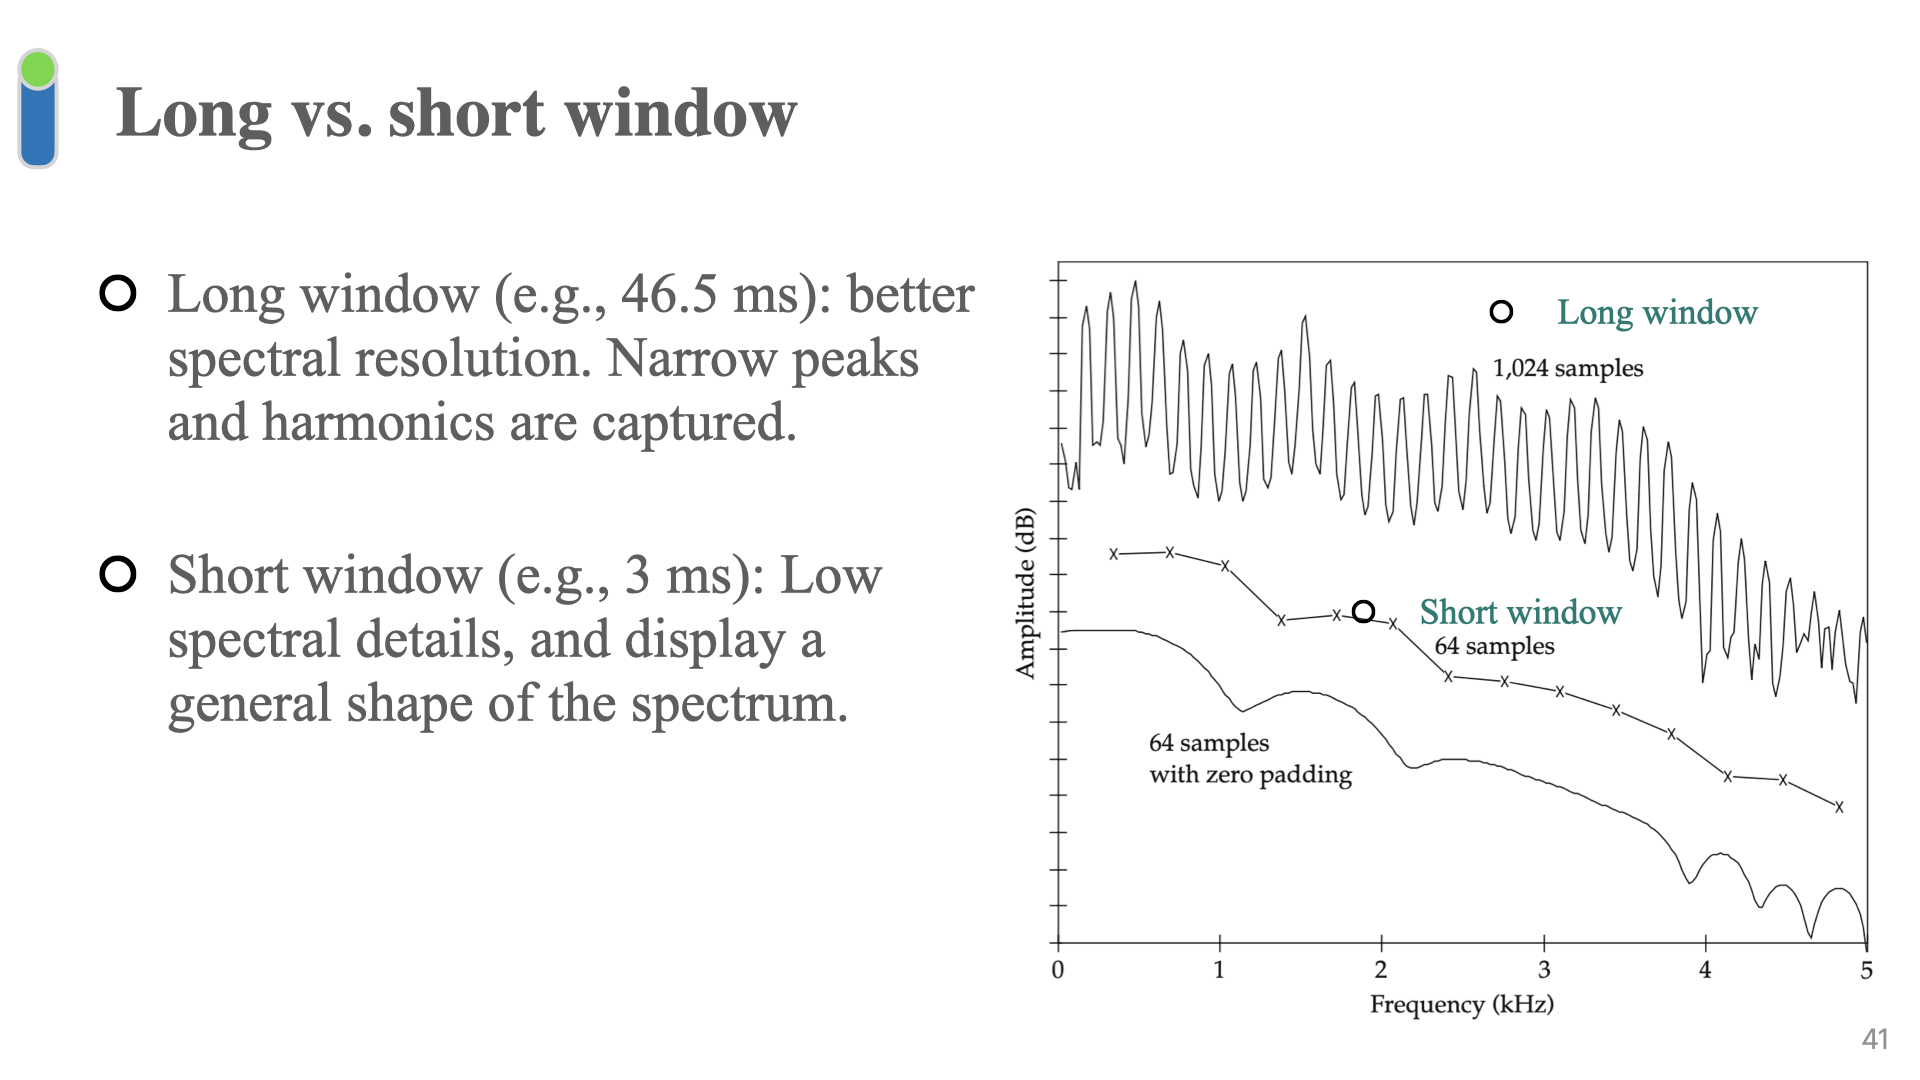 Long vs. short window
Long window (e.g., 46.5 ms): better
spectral resolution. Narrow peaks
and harmonics are captured.
Short window (e.g., 3 ms): Low
spectral details, and display a
general shape of the spectrum.
Long window
1,024 samples
Short window
64 samples
64 samples
with zero padding
Amplitude (dB)
0 1 2 3 4 5
Frequency (kHz)
41